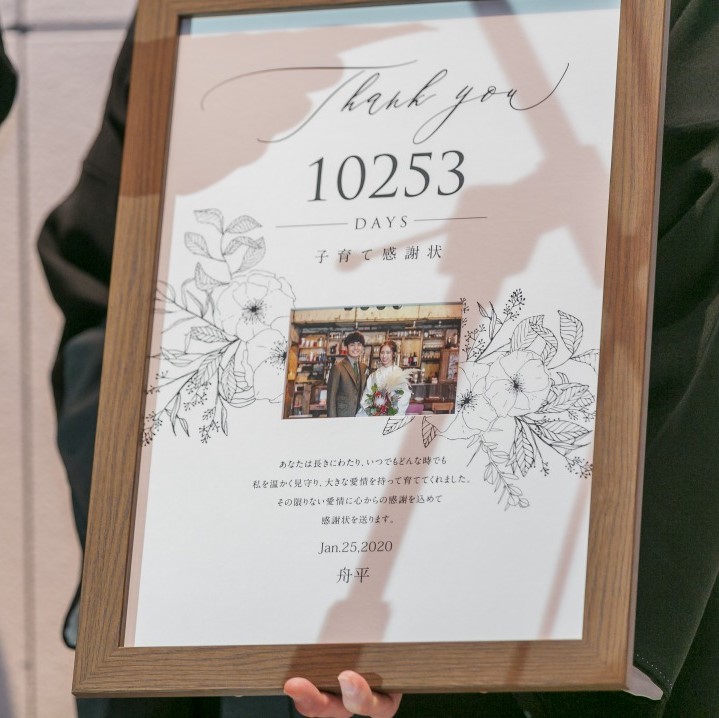 Thank you
10253
DAYS
子育て感謝状
あなたは長きにわたり、いつでもどんな時でも
私を温かく見守り、大きな愛情を持って育ててくれました。
その限りない愛情に心からの感謝を込めて
感謝状を送ります。
Jan.25,2020
舟平